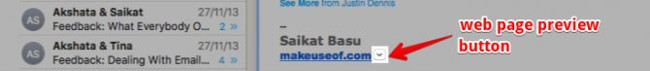 See More from Justin Dennis
AS
Akshata & Saikat 27/11/13
Feedback: What Everybody O... 2 »
AS
Akshata & Tina 27/11/13
Feedback: Dealing With Email... 4 »
--
Saikat Basu
makeuseof.com
web page preview
button